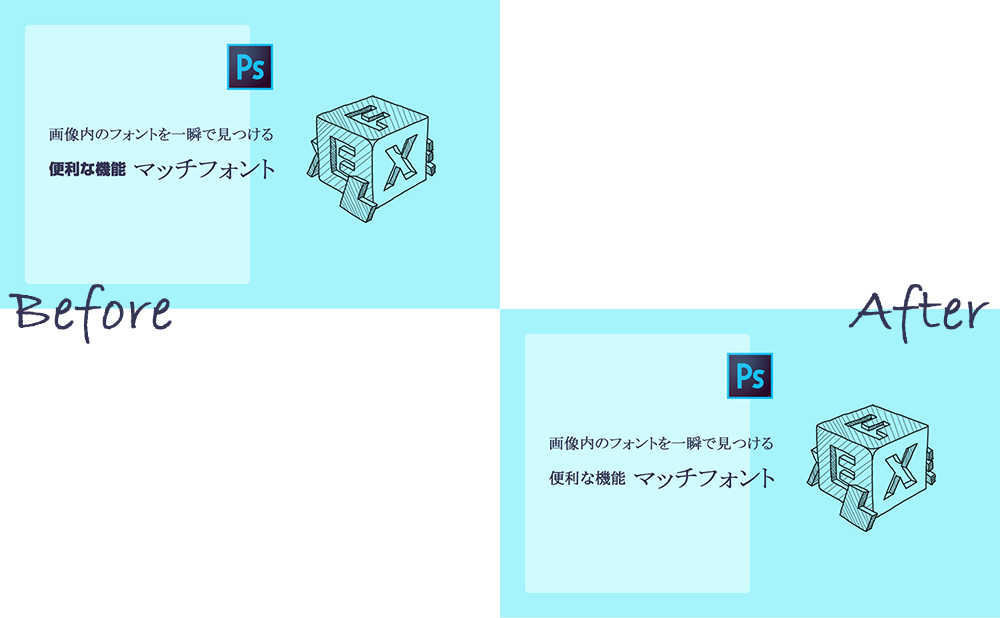 Ps
画像内のフォントを一瞬で見つける
便利な機能 マッチフォント
E
E X
L
Before
After
Ps
画像内のフォントを一瞬で見つける
便利な機能 マッチフォント
E
E X
L